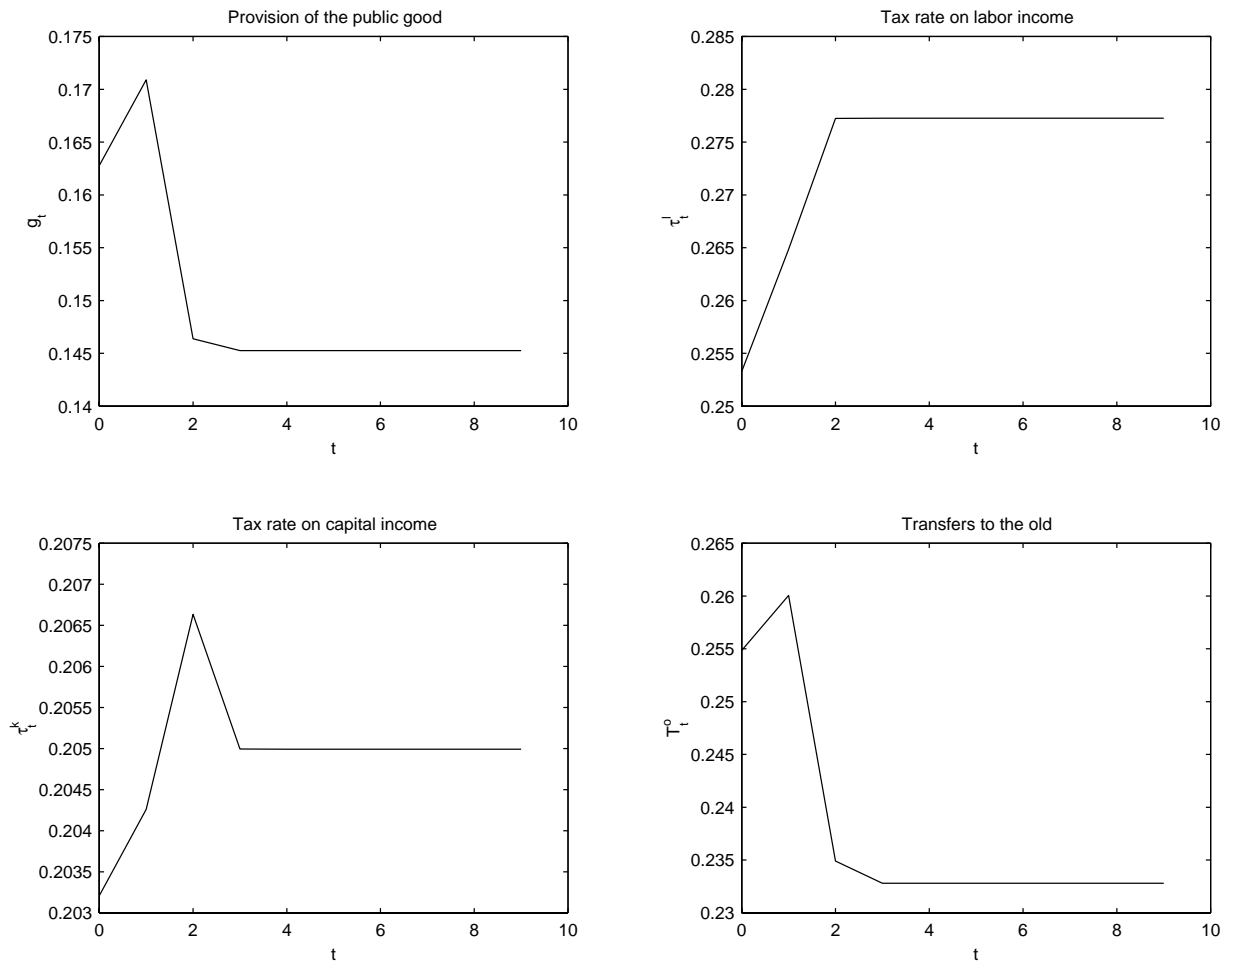 Provision of the public good
0.175
0.17
0.165
0.16
0.155
0.15
0.145
0.14
g_t
0 2 4 6 8 10
t
Tax rate on labor income
0.285
0.28
0.275
0.27
0.265
0.26
0.255
0.25
τ_t^l
0 2 4 6 8 10
t
Tax rate on capital income
0.2075
0.207
0.2065
0.206
0.2055
0.205
0.2045
0.204
0.2035
0.203
τ_t^k
0 2 4 6 8 10
t
Transfers to the old
0.265
0.26
0.255
0.25
0.245
0.24
0.235
0.23
T_t^o
0 2 4 6 8 10
t